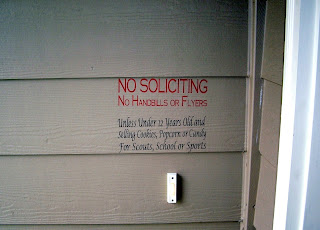 NO SOLICITING
NO HANDBILLS OR FLYERS
Unless Under 12 Years Old and
Selling Cookies, Popcorn or Candy
For Scouts, School or Sports